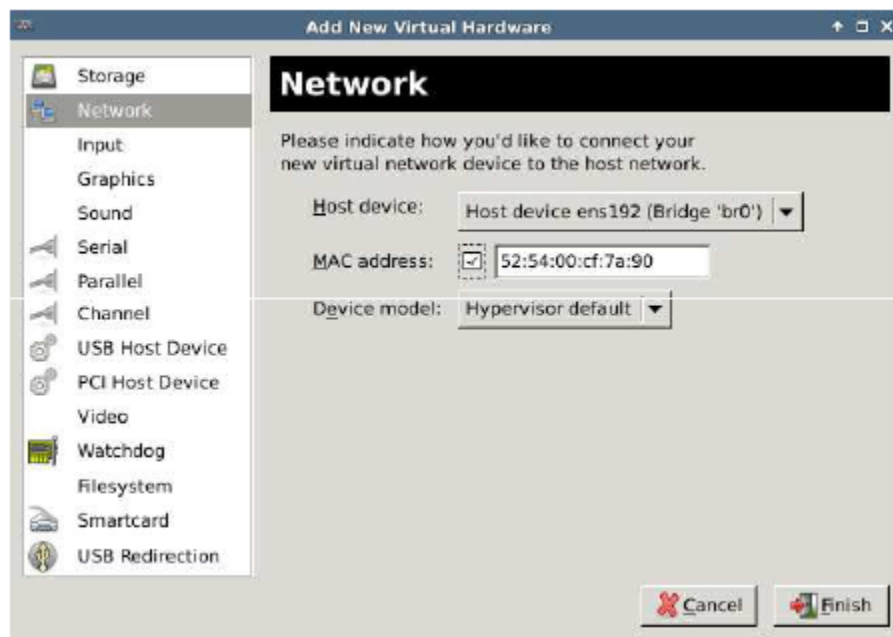 Add New Virtual Hardware
Storage
Network
Input
Graphics
Sound
Serial
Parallel
Channel
USB Host Device
PCI Host Device
Video
Watchdog
Filesystem
Smartcard
USB Redirection
Network
Please indicate how you'd like to connect your
new virtual network device to the host network.
Host device: Host device ens192 (Bridge 'br0')
MAC address: 52:54:00:cf:7a:90
Device model: Hypervisor default
Cancel Finish